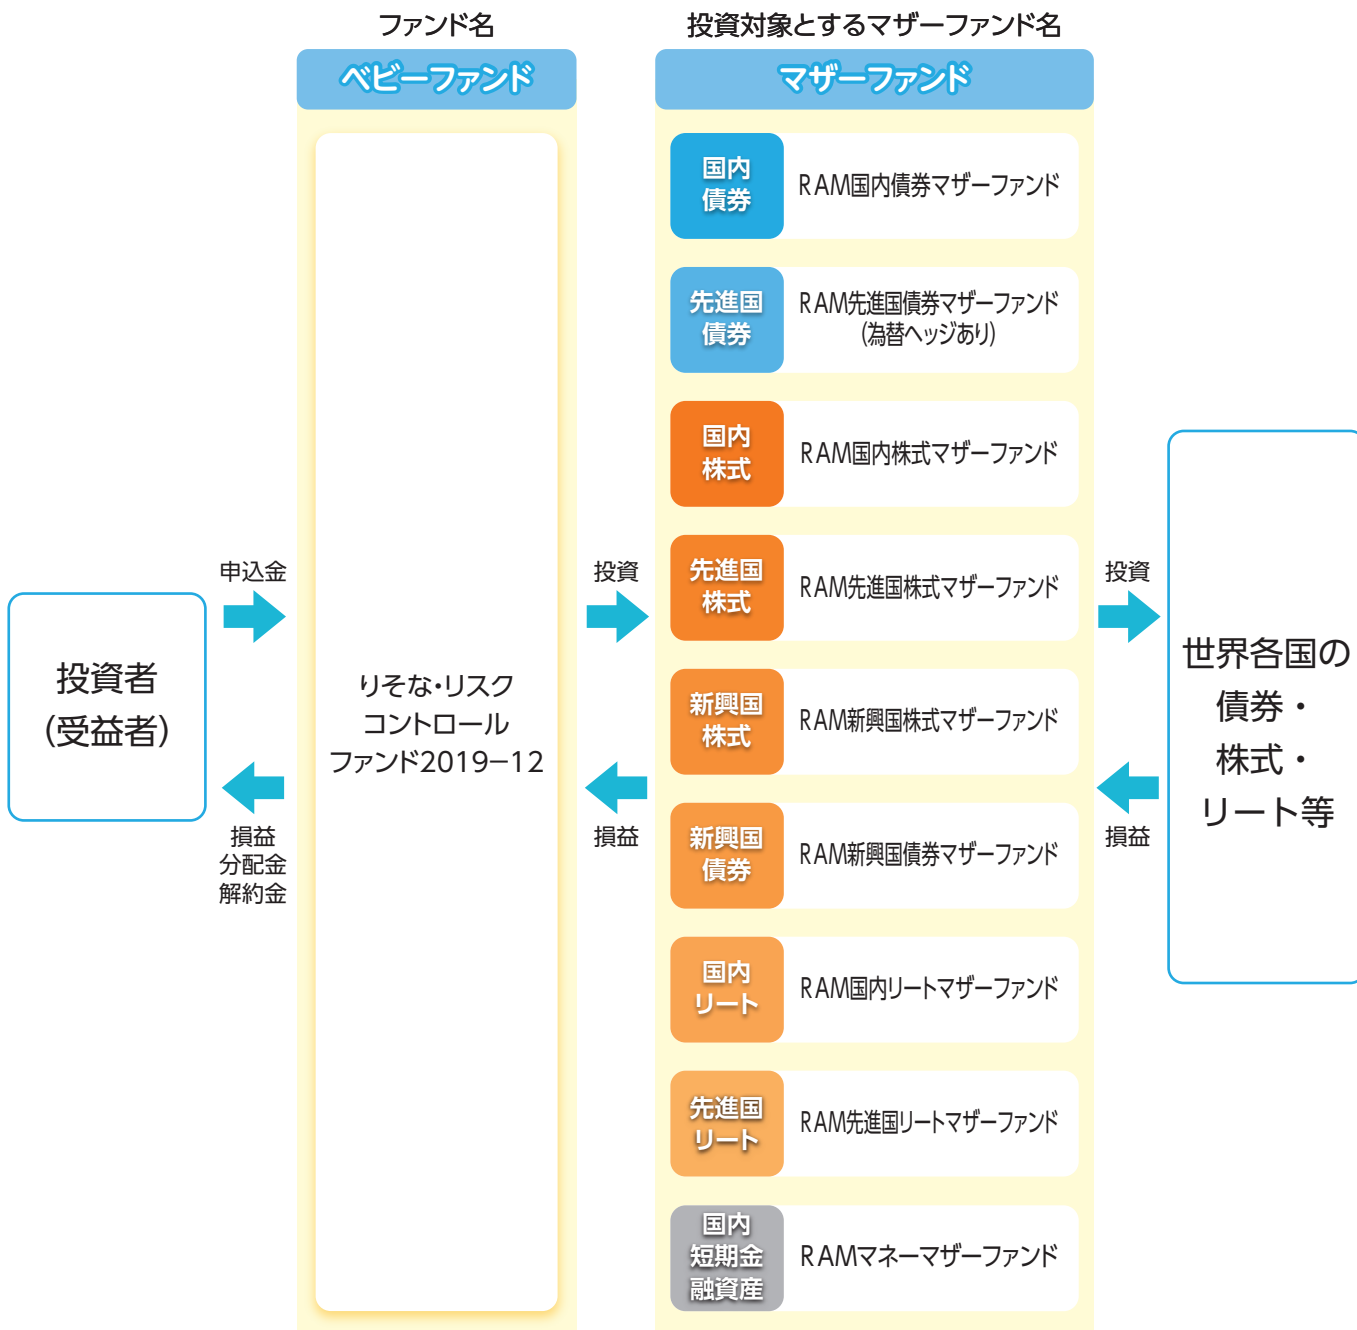 ファンド名
投資対象とするマザーファンド名
ベビーファンド
マザーファンド
国内
債券
RAM国内債券マザーファンド
先進国
債券
RAM先進国債券マザーファンド
(為替ヘッジあり)
国内
株式
RAM国内株式マザーファンド
先進国
株式
RAM先進国株式マザーファンド
新興国
株式
RAM新興国株式マザーファンド
新興国
債券
RAM新興国債券マザーファンド
国内
リート
RAM国内リートマザーファンド
先進国
リート
RAM先進国リートマザーファンド
国内
短期金
融資産
RAMマネーマザーファンド
投資者
(受益者)
申込金
損益
分配金
解約金
りそな・リスク
コントロール
ファンド2019−12
投資
損益
投資
損益
世界各国の
債券・
株式・
リート等